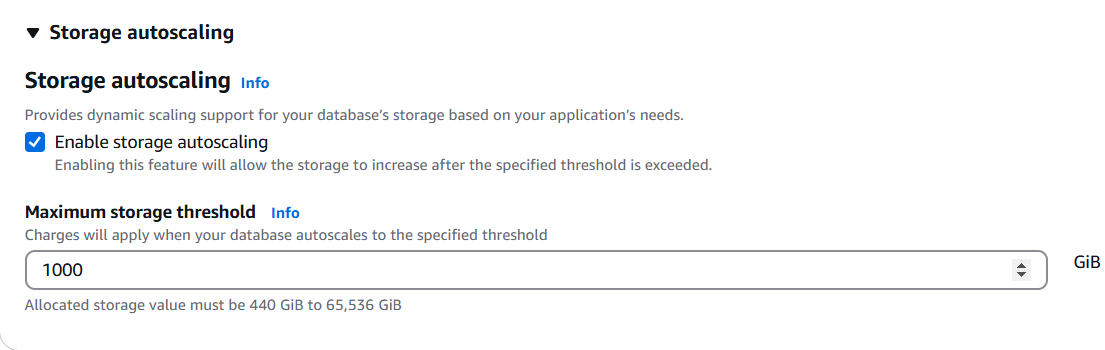 Storage autoscaling
Storage autoscaling Info
Provides dynamic scaling support for your database’s storage based on your application’s needs.
Enable storage autoscaling
Enabling this feature will allow the storage to increase after the specified threshold is exceeded.
Maximum storage threshold Info
Charges will apply when your database autoscales to the specified threshold
1000 GiB
Allocated storage value must be 440 GiB to 65,536 GiB